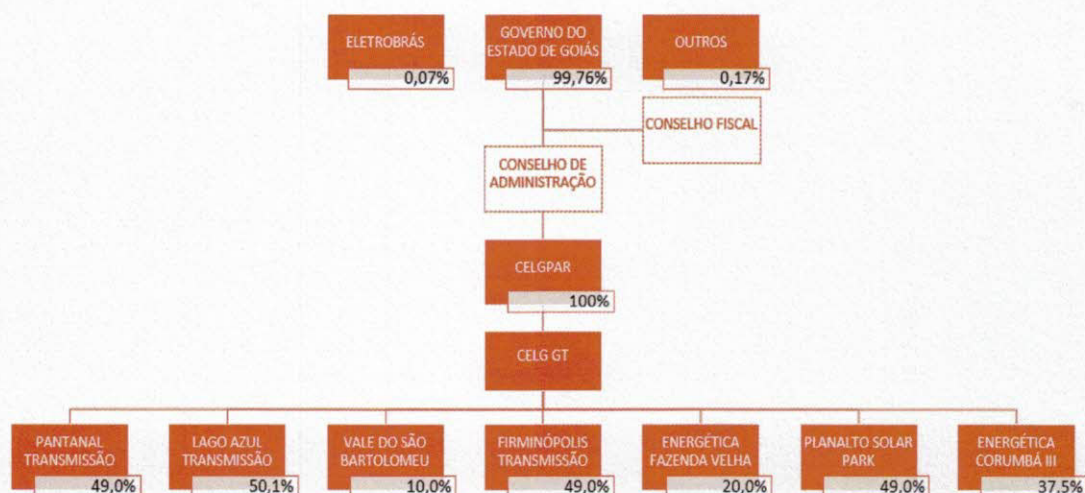 ELETROBRÁS
0,07%
GOVERNO DO
ESTADO DE GOIÁS
99,76%
OUTROS
0,17%
CONSELHO FISCAL
CONSELHO DE
ADMINISTRAÇÃO
CELGPAR
100%
CELG GT
PANTANAL
TRANSMISSÃO
49,0%
LAGO AZUL
TRANSMISSÃO
50,1%
VALE DO SÃO
BARTOLOMEU
10,0%
FIRMINÓPOLIS
TRANSMISSÃO
49,0%
ENERGÉTICA
FAZENDA VELHA
20,0%
PLANALTO SOLAR
PARK
49,0%
ENERGÉTICA
CORUMBÁ III
37,5%